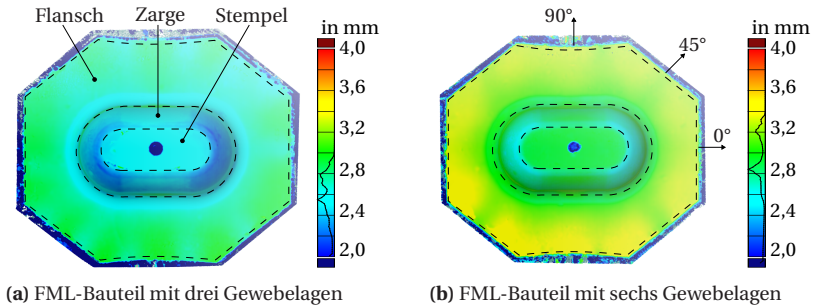 Flansch
Zarge
Stempel
in mm
4,0
3,6
3,2
2,8
2,4
2,0
(a) FML-Bauteil mit drei Gewebelagen
90°
45°
0°
in mm
4,0
3,6
3,2
2,8
2,4
2,0
(b) FML-Bauteil mit sechs Gewebelagen